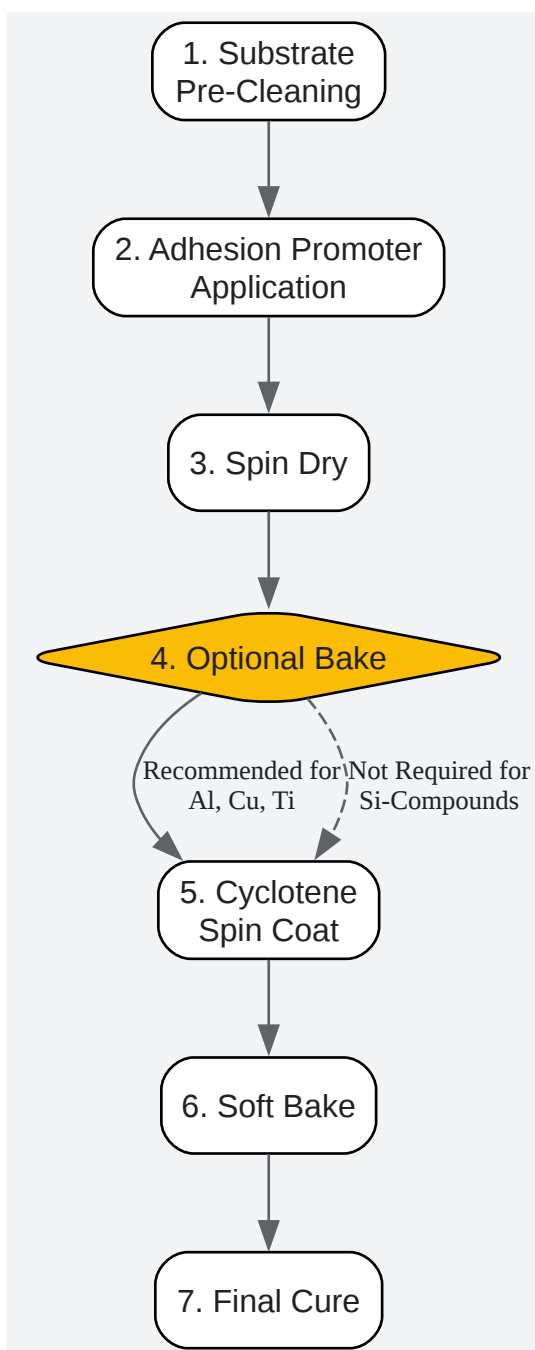 1. Substrate
Pre-Cleaning
2. Adhesion Promoter
Application
3. Spin Dry
4. Optional Bake
Recommended for
Al, Cu, Ti
Not Required for
Si-Compounds
5. Cyclotene
Spin Coat
6. Soft Bake
7. Final Cure